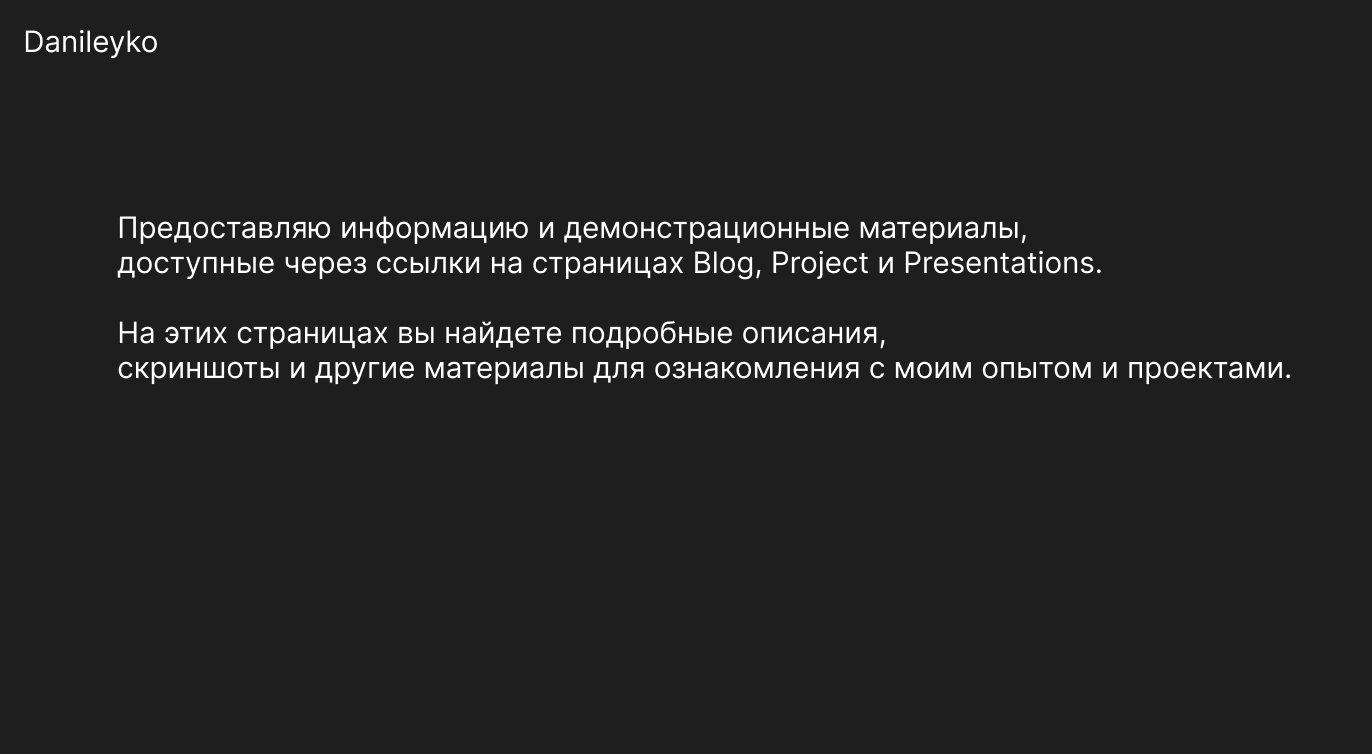 Danileyko
Предоставляю информацию и демонстрационные материалы,
доступные через ссылки на страницах Blog, Project и Presentations.
На этих страницах вы найдете подробные описания,
скриншоты и другие материалы для ознакомления с моим опытом и проектами.